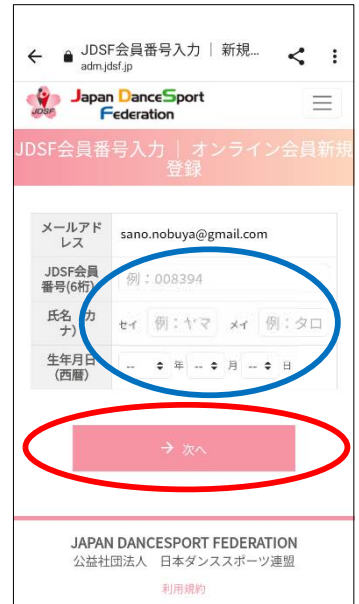 JDSF会員番号入力 | 新規...
adm.jdsf.jp
JDSF
Japan DanceSport
Federation
JDSF会員番号入力 | オンライン会員新規
登録
メールアド
レス
sano.nobuya@gmail.com
JDSF会員
番号(6桁)
例：008394
氏名 (カ
ナ)
セイ 例：ヤマ メイ 例：タロ
生年月日
(西暦)
-- 年 -- 月 -- 日
→ 次へ
JAPAN DANCESPORT FEDERATION
公益社団法人 日本ダンススポーツ連盟
利用規約